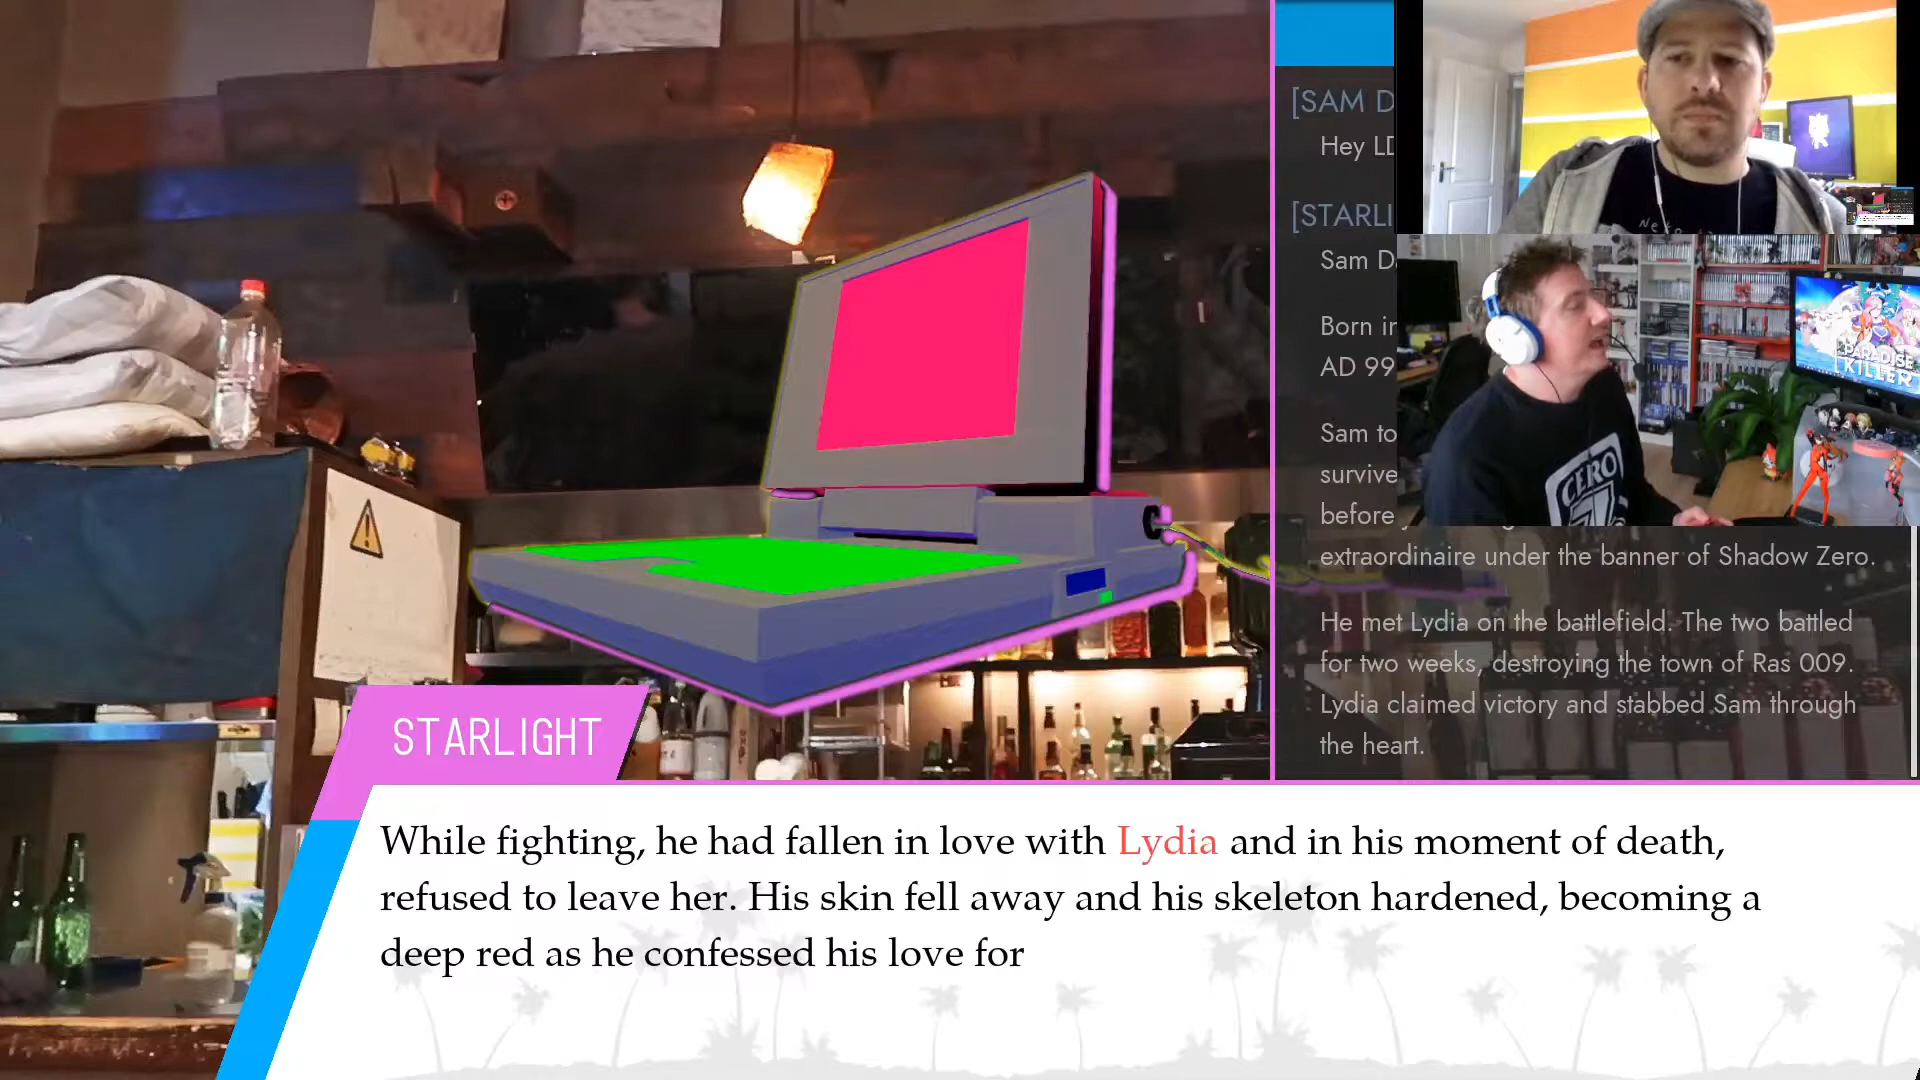 [SAM D
Hey LD
[STARLI
Sam Da
Born in
AD 99
Sam to
survive
before
extraordinaire under the banner of Shadow Zero.
He met Lydia on the battlefield. The two battled
for two weeks, destroying the town of Ras 009.
Lydia claimed victory and stabbed Sam through
the heart.
PARADISE
KILLER
CERO
Z
STARLIGHT
While fighting, he had fallen in love with Lydia and in his moment of death,
refused to leave her. His skin fell away and his skeleton hardened, becoming a
deep red as he confessed his love for